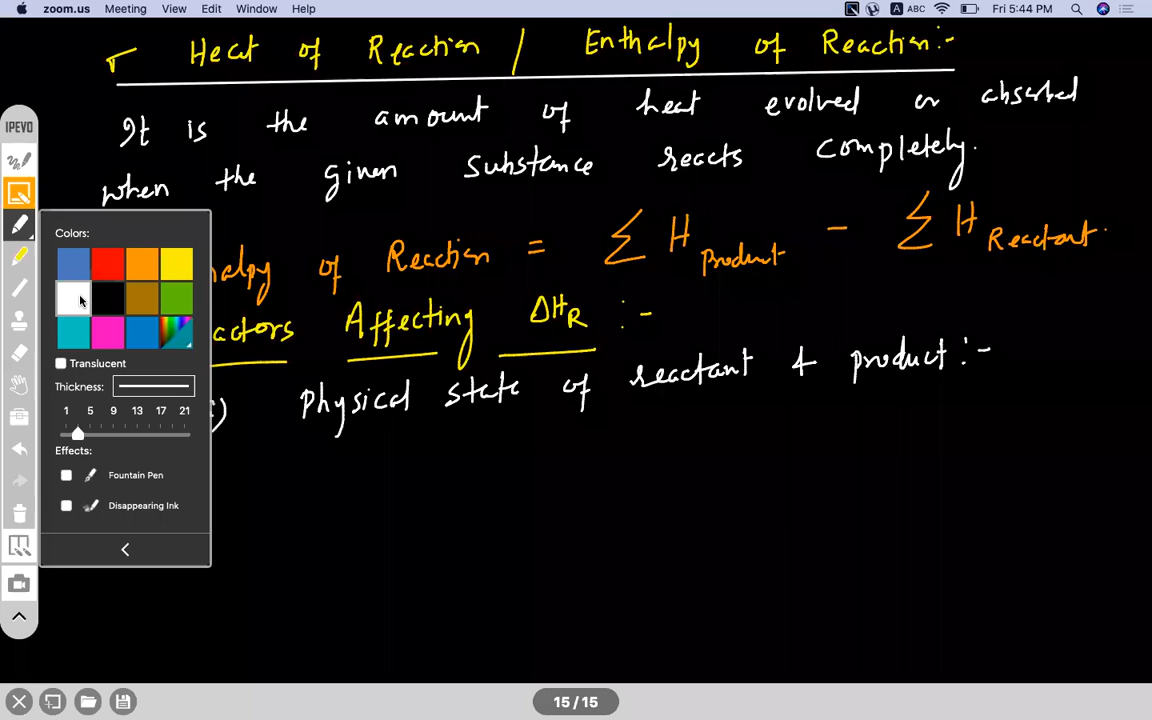 zoom.us Meeting View Edit Window Help A ABC Fri 5:44 PM
Heat of Reaction / Enthalpy of Reaction:-
It is the amount of heat evolved or absorbed
when the given substance reacts completely.
halpy of Reaction = ∑ H Product - ∑ H Reactant.
actors Affecting ΔHR :-
) physical state of reactant & product :-
IPEVO
Colors:
Translucent
Thickness:
1 5 9 13 17 21
Effects:
Fountain Pen
Disappearing Ink
15 / 15